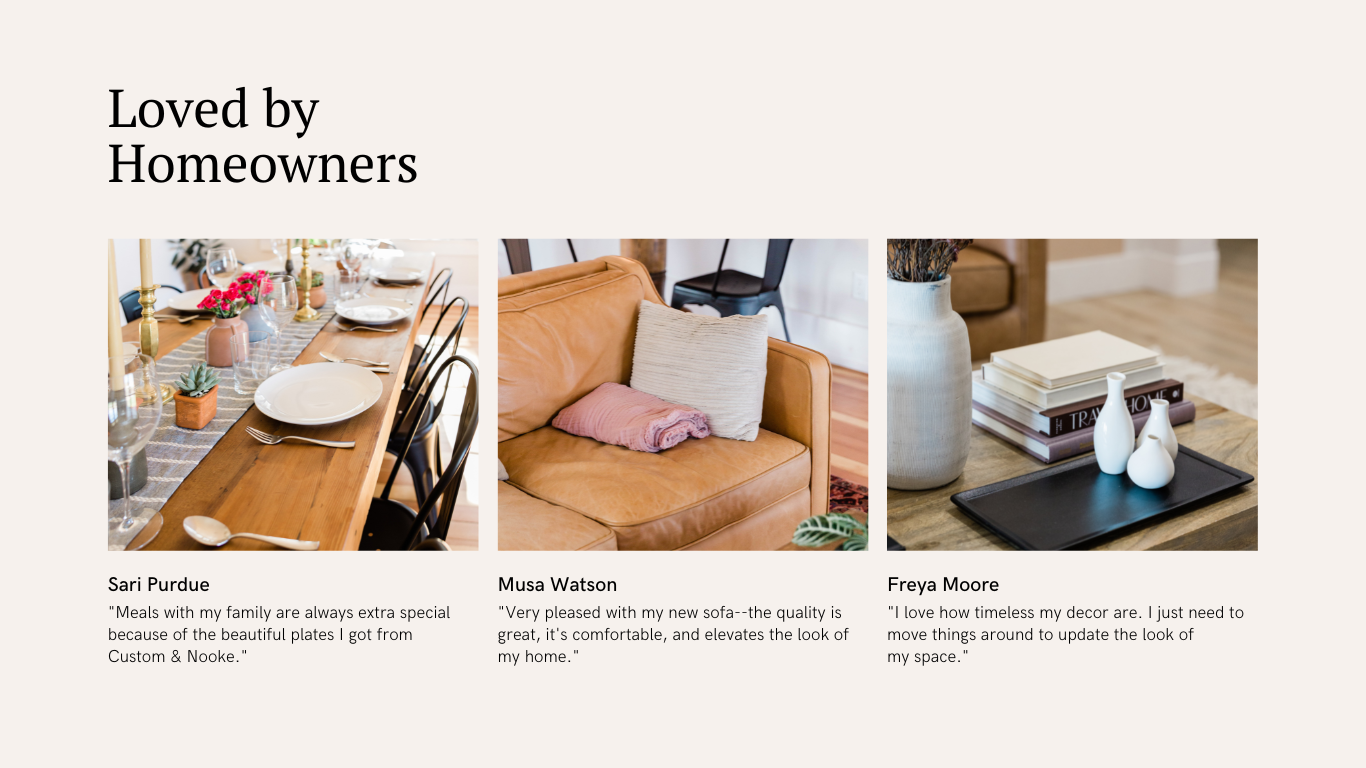 Loved by
Homeowners
TRAVEL HOME
Sari Purdue
"Meals with my family are always extra special
because of the beautiful plates I got from
Custom & Nooke."
Musa Watson
"Very pleased with my new sofa--the quality is
great, it's comfortable, and elevates the look of
my home."
Freya Moore
"I love how timeless my decor are. I just need to
move things around to update the look of
my space."